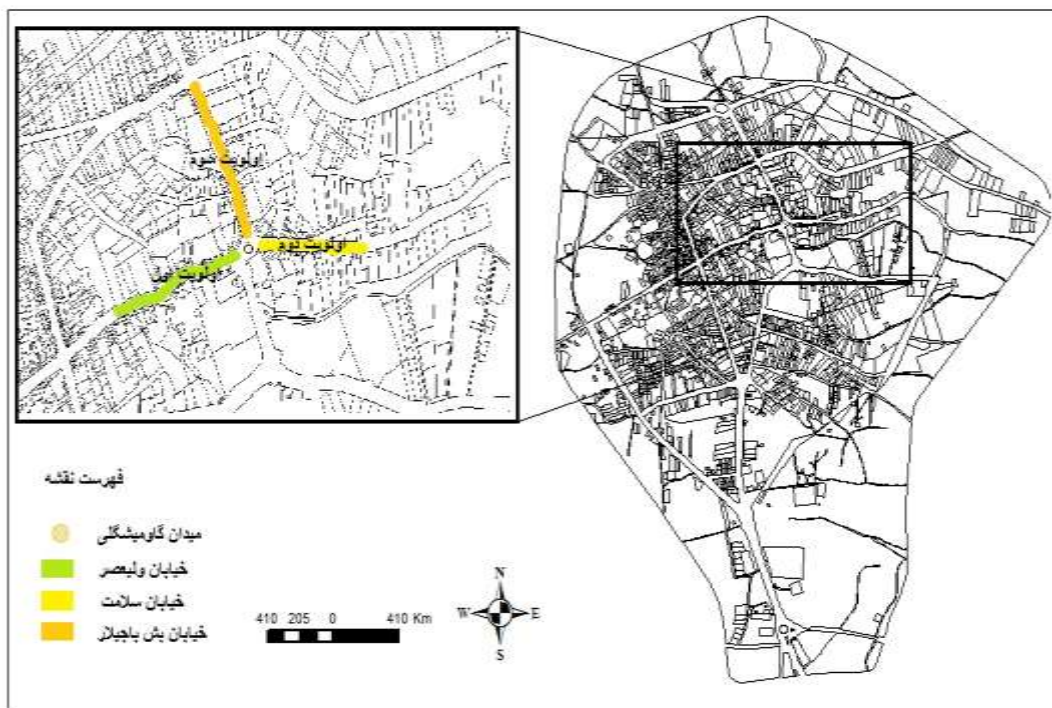 اولویت سوم
اولویت دوم
اولویت اول
فهرست نقشه
میدان گاومیشگلی
خیابان ولیعصر
خیابان سلامت
خیابان بش باجیلار
410 205 0 410 Km
N
W E
S